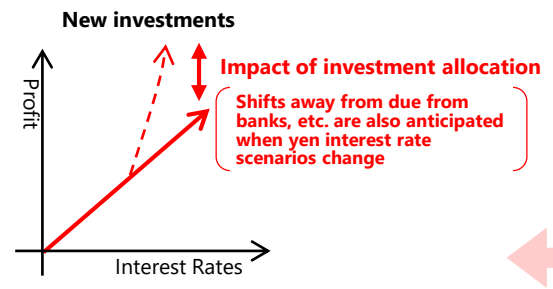 New investments
Profit
Impact of investment allocation
Shifts away from due from
banks, etc. are also anticipated
when yen interest rate
scenarios change
Interest Rates